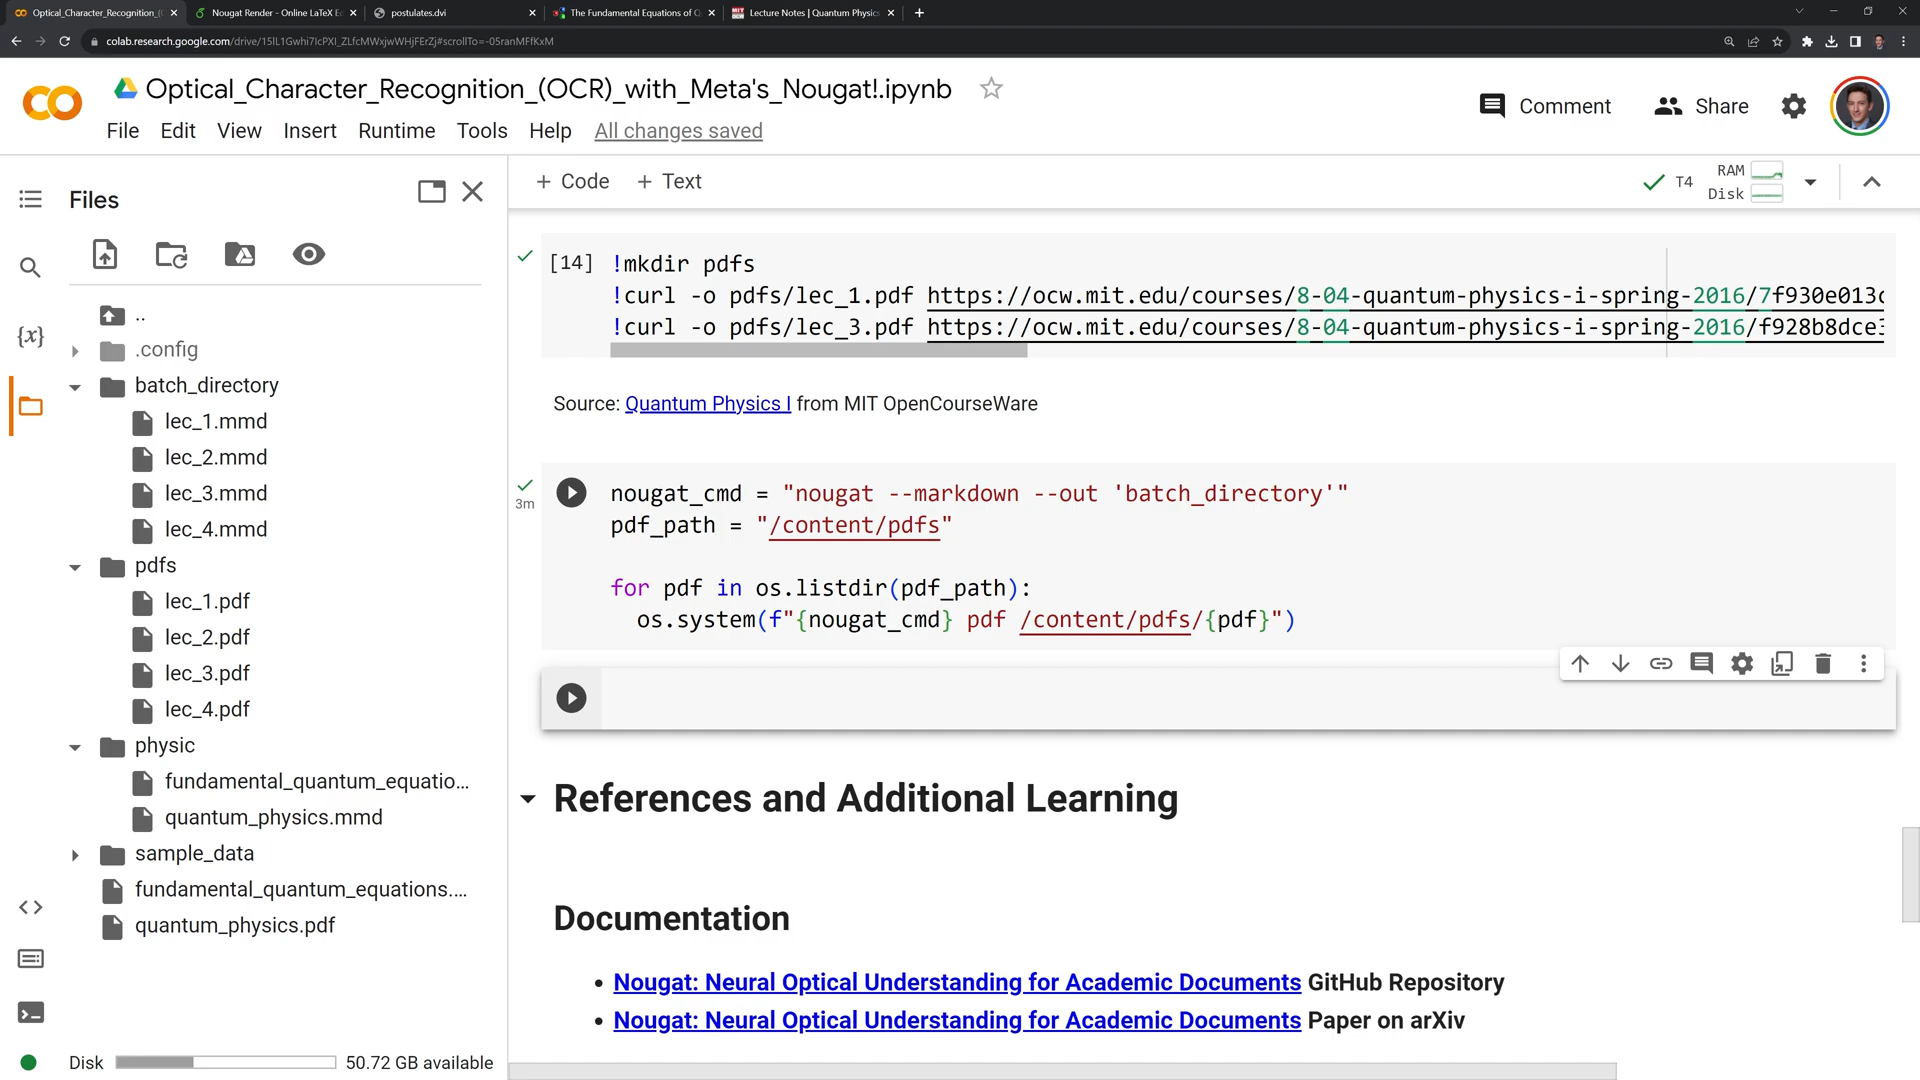 Optical_Character_Recognition_(
Nougat Render - Online LaTeX Ed
postulates.dvi
The Fundamental Equations of Q
Lecture Notes | Quantum Physics
colab.research.google.com/drive/15lL1Gwhi7IcPXI_ZLfcMWxjwWHjFErZj#scrollTo=-05ranMFfKxM
CO
Optical_Character_Recognition_(OCR)_with_Meta's_Nougat!.ipynb
File Edit View Insert Runtime Tools Help All changes saved
Comment
Share
Files
+ Code + Text
T4
RAM
Disk
..
.config
batch_directory
lec_1.mmd
lec_2.mmd
lec_3.mmd
lec_4.mmd
pdfs
lec_1.pdf
lec_2.pdf
lec_3.pdf
lec_4.pdf
physic
fundamental_quantum_equatio...
quantum_physics.mmd
sample_data
fundamental_quantum_equations....
quantum_physics.pdf
Disk 50.72 GB available
{x}
[14]
!mkdir pdfs
!curl -o pdfs/lec_1.pdf https://ocw.mit.edu/courses/8-04-quantum-physics-i-spring-2016/7f930e013c
!curl -o pdfs/lec_3.pdf https://ocw.mit.edu/courses/8-04-quantum-physics-i-spring-2016/f928b8dce3
Source: Quantum Physics I from MIT OpenCourseWare
3m
nougat_cmd = "nougat --markdown --out 'batch_directory'"
pdf_path = "/content/pdfs"
for pdf in os.listdir(pdf_path):
os.system(f"{nougat_cmd} pdf /content/pdfs/{pdf}")
References and Additional Learning
Documentation
• Nougat: Neural Optical Understanding for Academic Documents GitHub Repository
• Nougat: Neural Optical Understanding for Academic Documents Paper on arXiv